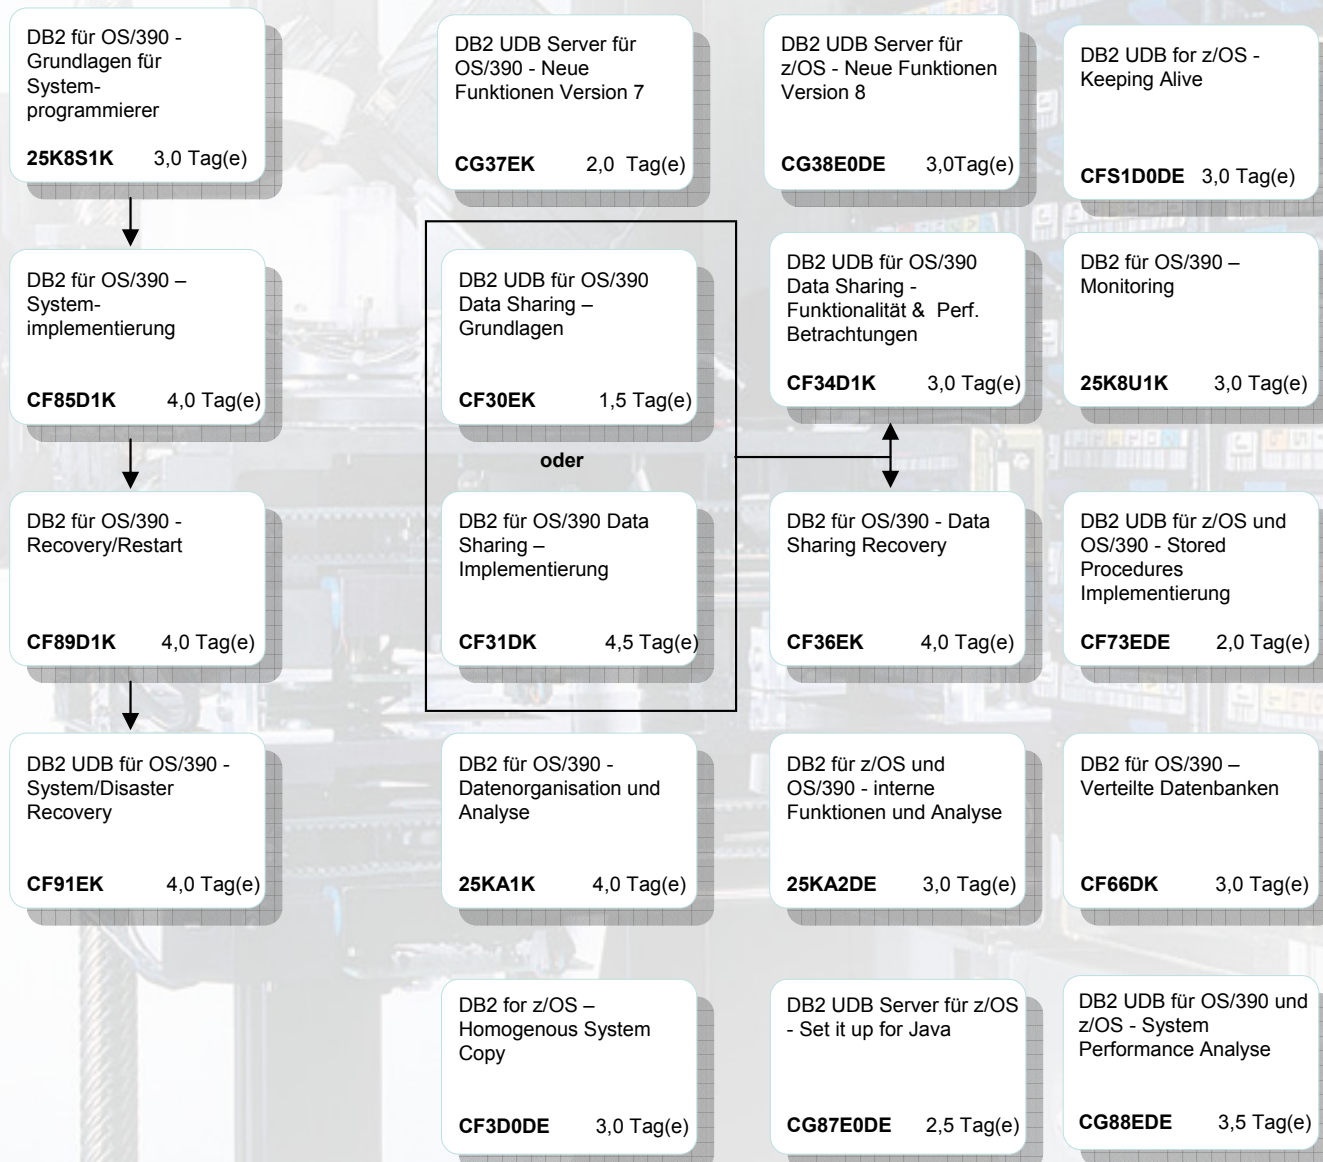 DB2 für OS/390 -
Grundlagen für
System-
programmierer
25K8S1K 3,0 Tag(e)
DB2 UDB Server für
OS/390 - Neue
Funktionen Version 7
CG37EK 2,0 Tag(e)
DB2 UDB Server für
z/OS - Neue Funktionen
Version 8
CG38E0DE 3,0Tag(e)
DB2 UDB for z/OS -
Keeping Alive
CFS1D0DE 3,0 Tag(e)
DB2 für OS/390 –
System-
implementierung
CF85D1K 4,0 Tag(e)
DB2 UDB für OS/390
Data Sharing –
Grundlagen
CF30EK 1,5 Tag(e)
oder
DB2 UDB für OS/390
Data Sharing -
Funktionalität & Perf.
Betrachtungen
CF34D1K 3,0 Tag(e)
DB2 für OS/390 –
Monitoring
25K8U1K 3,0 Tag(e)
DB2 für OS/390 -
Recovery/Restart
CF89D1K 4,0 Tag(e)
DB2 für OS/390 Data
Sharing –
Implementierung
CF31DK 4,5 Tag(e)
DB2 für OS/390 - Data
Sharing Recovery
CF36EK 4,0 Tag(e)
DB2 UDB für z/OS und
OS/390 - Stored
Procedures
Implementierung
CF73EDE 2,0 Tag(e)
DB2 UDB für OS/390 -
System/Disaster
Recovery
CF91EK 4,0 Tag(e)
DB2 für OS/390 -
Datenorganisation und
Analyse
25KA1K 4,0 Tag(e)
DB2 für z/OS und
OS/390 - interne
Funktionen und Analyse
25KA2DE 3,0 Tag(e)
DB2 für OS/390 –
Verteilte Datenbanken
CF66DK 3,0 Tag(e)
DB2 for z/OS –
Homogenous System
Copy
CF3D0DE 3,0 Tag(e)
DB2 UDB Server für z/OS
- Set it up for Java
CG87E0DE 2,5 Tag(e)
DB2 UDB für OS/390 und
z/OS - System
Performance Analyse
CG88EDE 3,5 Tag(e)